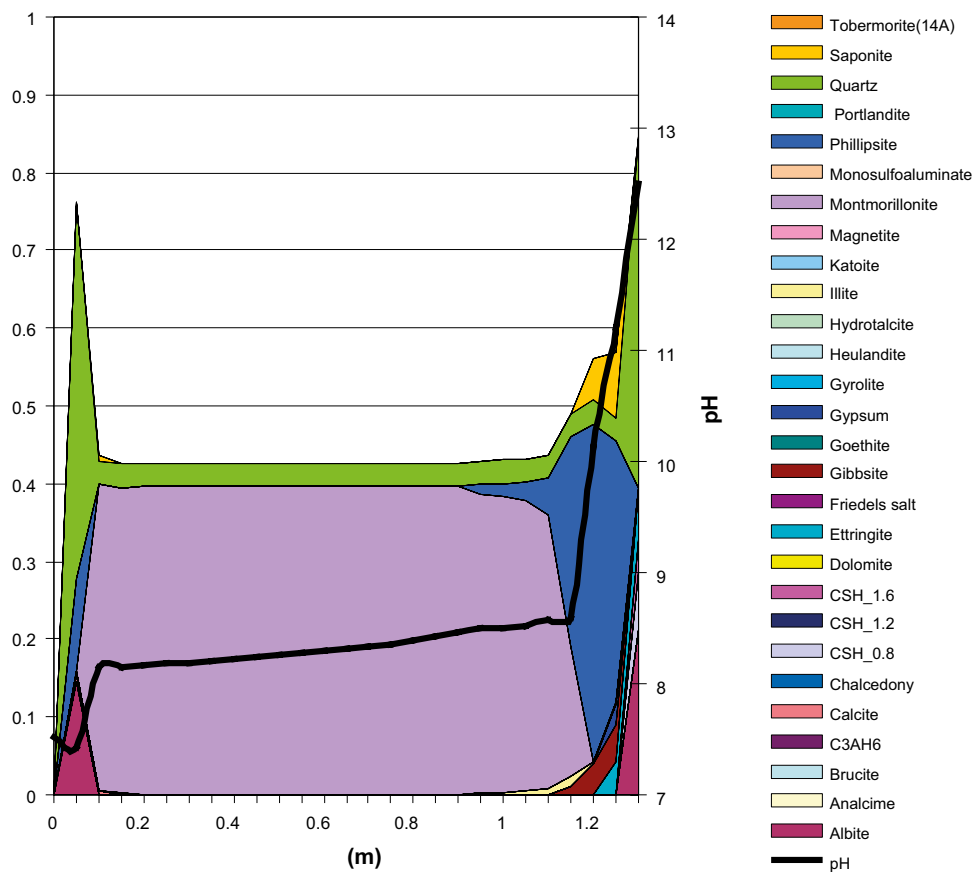 1
0.9
0.8
0.7
0.6
0.5
0.4
0.3
0.2
0.1
0
14
13
12
11
10
9
8
7
pH
0 0.2 0.4 0.6 0.8 1 1.2
(m)
Tobermorite(14A)
Saponite
Quartz
Portlandite
Phillipsite
Monosulfoaluminate
Montmorillonite
Magnetite
Katoite
Illite
Hydrotalcite
Heulandite
Gyrolite
Gypsum
Goethite
Gibbsite
Friedels salt
Ettringite
Dolomite
CSH_1.6
CSH_1.2
CSH_0.8
Chalcedony
Calcite
C3AH6
Brucite
Analcime
Albite
pH